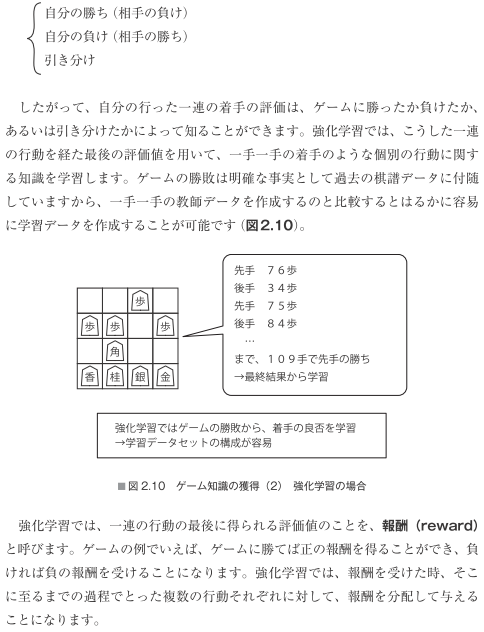 自分の勝ち（相手の負け）
自分の負け（相手の勝ち）
引き分け
したがって、自分の行った一連の着手の評価は、ゲームに勝ったか負けたか、
あるいは引き分けたかによって知ることができます。強化学習では、こうした一連
の行動を経た最後の評価値を用いて、一手一手の着手のような個別の行動に関す
る知識を学習します。ゲームの勝敗は明確な事実として過去の棋譜データに付随
していますから、一手一手の教師データを作成するのと比較するとはるかに容易
に学習データを作成することが可能です（図2.10）。
歩
歩 歩 歩
角
香 桂 銀 金
先手　７６歩
後手　３４歩
先手　７５歩
後手　８４歩
…
まで、１０９手で先手の勝ち
→最終結果から学習
強化学習ではゲームの勝敗から、着手の良否を学習
→学習データセットの構成が容易
■図 2.10　ゲーム知識の獲得（2）　強化学習の場合
強化学習では、一連の行動の最後に得られる評価値のことを、報酬（reward）
と呼びます。ゲームの例でいえば、ゲームに勝てば正の報酬を得ることができ、負
ければ負の報酬を受けることになります。強化学習では、報酬を受けた時、そこ
に至るまでの過程でとった複数の行動それぞれに対して、報酬を分配して与える
ことになります。